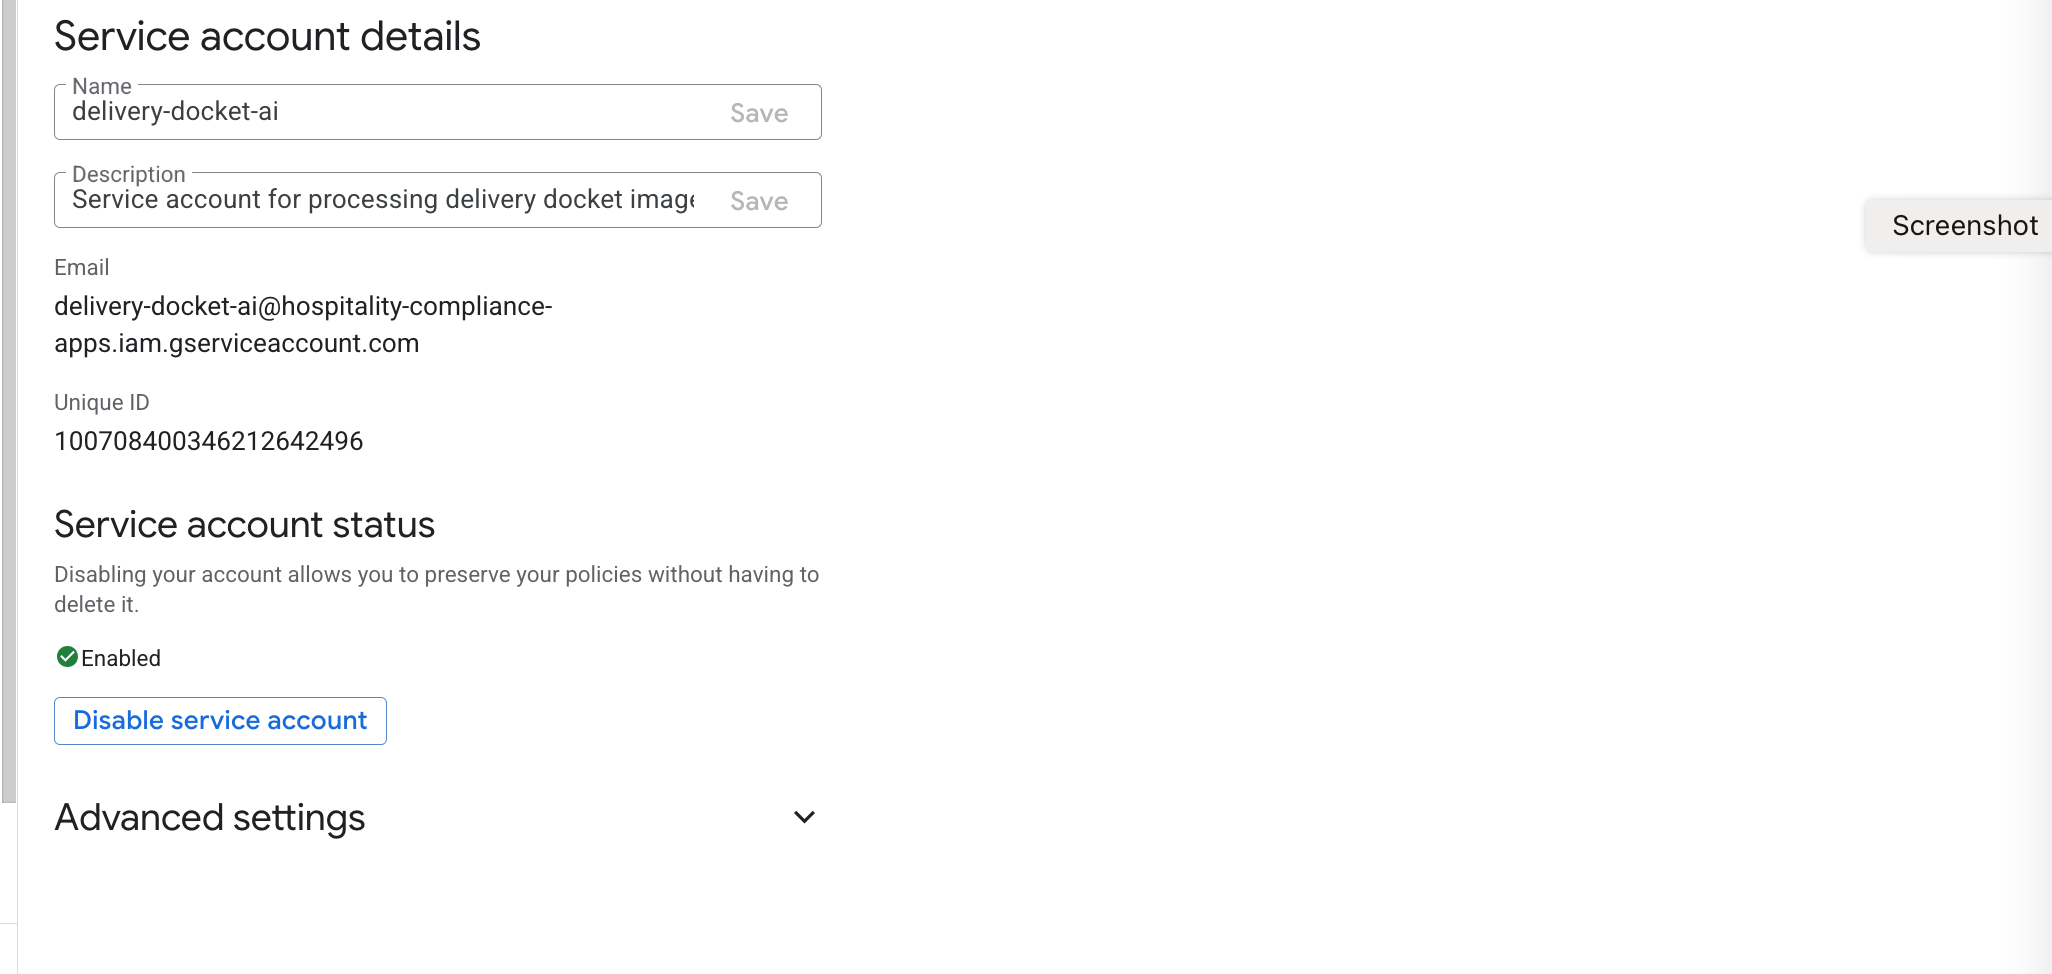 Service account details
Name
delivery-docket-ai
Save
Description
Service account for processing delivery docket image
Save
Screenshot
Email
delivery-docket-ai@hospitality-compliance-
apps.iam.gserviceaccount.com
Unique ID
100708400346212642496
Service account status
Disabling your account allows you to preserve your policies without having to
delete it.
Enabled
Disable service account
Advanced settings